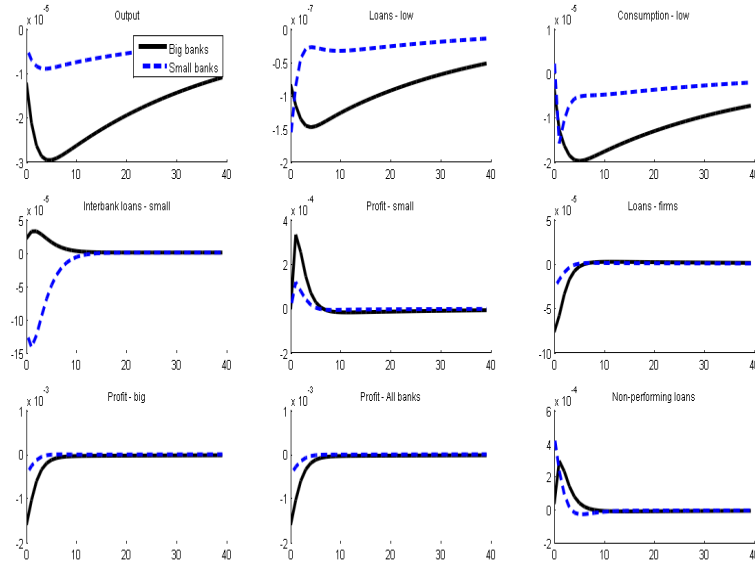 Output
x 10^-5
0
-1
-2
-3
0 10 20 30 40
Big banks
Small banks
Loans - low
x 10^-7
0
-0.5
-1
-1.5
-2
0 10 20 30 40
Consumption - low
x 10^-5
1
0
-1
-2
0 10 20 30 40
Interbank loans - small
x 10^-5
5
0
-5
-10
-15
0 10 20 30 40
Profit - small
x 10^-4
4
2
0
-2
0 10 20 30 40
Loans - firms
x 10^-5
5
0
-5
-10
0 10 20 30 40
Profit - big
x 10^-3
1
0
-1
-2
0 10 20 30 40
Profit - All banks
x 10^-3
1
0
-1
-2
0 10 20 30 40
Non-performing loans
x 10^-4
6
4
2
0
-2
0 10 20 30 40